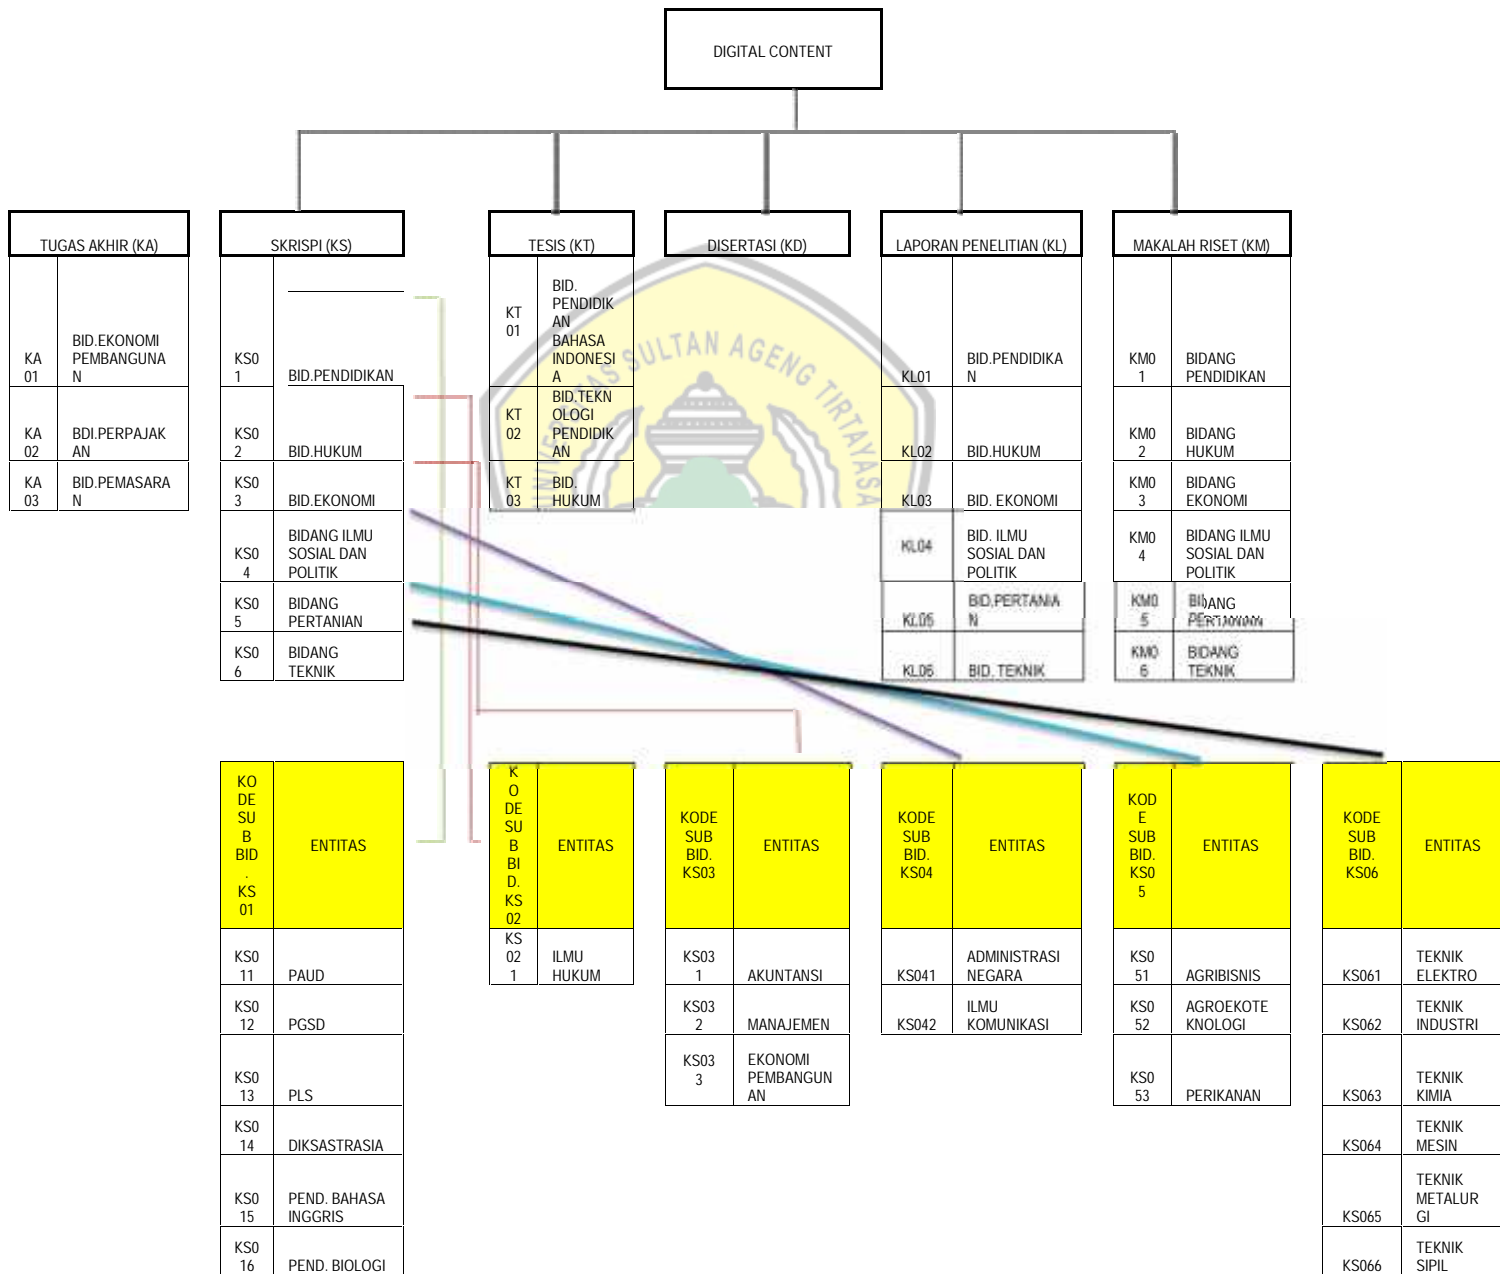 DIGITAL CONTENT
TUGAS AKHIR (KA)
KA
01
BID.EKONOMI
PEMBANGUNA
N
KA
02
BDI.PERPAJAK
AN
KA
03
BID.PEMASARA
N
SKRISPI (KS)
KS0
1
BID.PENDIDIKAN
KS0
2
BID.HUKUM
KS0
3
BID.EKONOMI
KS0
4
BIDANG ILMU
SOSIAL DAN
POLITIK
KS0
5
BIDANG
PERTANIAN
KS0
6
BIDANG
TEKNIK
TESIS (KT)
KT
01
BID.
PENDIDIK
AN
BAHASA
INDONESI
A
KT
02
BID.TEKN
OLOGI
PENDIDIK
AN
KT
03
BID.
HUKUM
DISERTASI (KD)
UNIVERSITAS SULTAN AGENG TIRTAYASA
LAPORAN PENELITIAN (KL)
KL01
BID.PENDIDIKA
N
KL02
BID.HUKUM
KL03
BID. EKONOMI
KL04
BID. ILMU
SOSIAL DAN
POLITIK
KL05
BID.PERTANIA
N
KL06
BID. TEKNIK
MAKALAH RISET (KM)
KM0
1
BIDANG
PENDIDIKAN
KM0
2
BIDANG
HUKUM
KM0
3
BIDANG
EKONOMI
KM0
4
BIDANG ILMU
SOSIAL DAN
POLITIK
KM0
5
BIDANG
PERTANIAN
KM0
6
BIDANG
TEKNIK
KO
DE
SU
B
BID
.
KS
01
ENTITAS
KS0
11
PAUD
KS0
12
PGSD
KS0
13
PLS
KS0
14
DIKSASTRASIA
KS0
15
PEND. BAHASA
INGGRIS
KS0
16
PEND. BIOLOGI
K
O
DE
SU
B
BI
D.
KS
02
ENTITAS
KS
02
1
ILMU
HUKUM
KODE
SUB
BID.
KS03
ENTITAS
KS03
1
AKUNTANSI
KS03
2
MANAJEMEN
KS03
3
EKONOMI
PEMBANGUN
AN
KODE
SUB
BID.
KS04
ENTITAS
KS041
ADMINISTRASI
NEGARA
KS042
ILMU
KOMUNIKASI
KOD
E
SUB
BID.
KS0
5
ENTITAS
KS0
51
AGRIBISNIS
KS0
52
AGROEKOTE
KNOLOGI
KS0
53
PERIKANAN
KODE
SUB
BID.
KS06
ENTITAS
KS061
TEKNIK
ELEKTRO
KS062
TEKNIK
INDUSTRI
KS063
TEKNIK
KIMIA
KS064
TEKNIK
MESIN
KS065
TEKNIK
METALUR
GI
KS066
TEKNIK
SIPIL